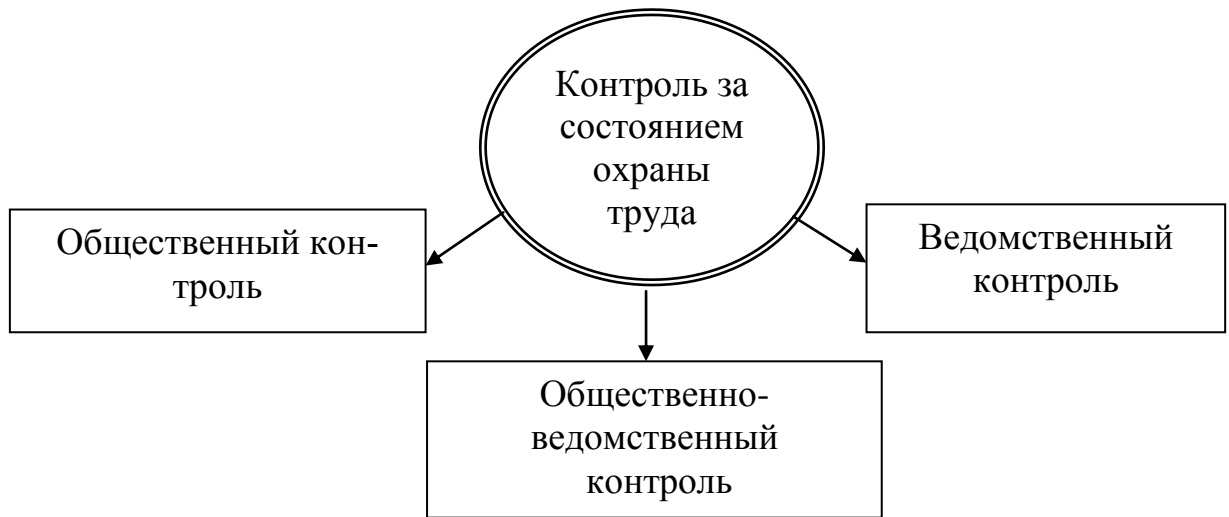 Контроль за
состоянием
охраны
труда
Общественный кон-
троль
Ведомственный
контроль
Общественно-
ведомственный
контроль